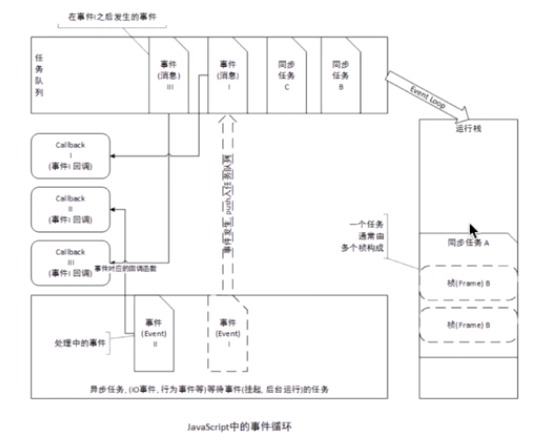 在事件I之后发生的事件
任
务
队
列
事件
(消息)
III
事件
(消息)
I
同步
任务
C
同步
任务
B
Event Loop
运行栈
Callback
I
(事件I 回调)
Callback
II
(事件I 回调)
Callback
III
(事件I 回调)
事件对应的回调函数
事件发生, push入任务队列
一个任务
通常由
多个桢构成
同步任务 A
桢(Frame) B
桢(Frame) B
处理中的事件
事件
(Event)
II
事件
(Event)
I
异步任务, (IO事件, 行为事件等)等待事件(挂起, 后台运行)的任务
JavaScript中的事件循环